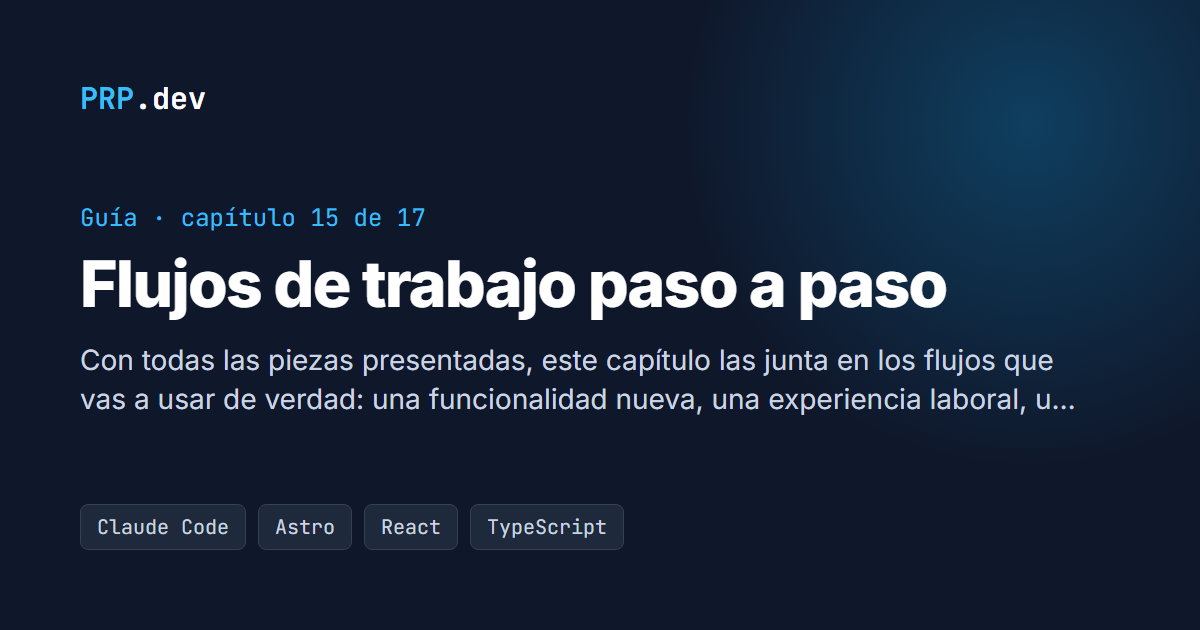 PRP.dev
Guía · capítulo 15 de 17
Flujos de trabajo paso a paso
Con todas las piezas presentadas, este capítulo las junta en los flujos que
vas a usar de verdad: una funcionalidad nueva, una experiencia laboral, u...
Claude Code
Astro
React
TypeScript